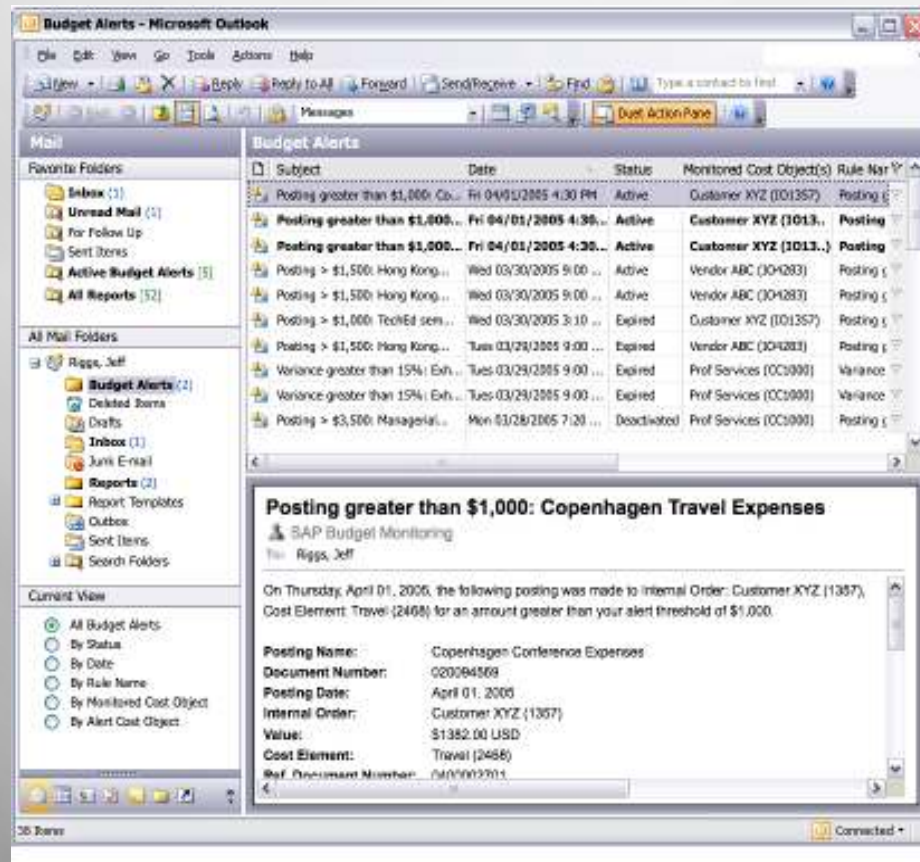 Budget Alerts - Microsoft Outlook
File Edit View Go Tools Actions Help
New Reply Reply to All Forward Send/Receive Find Type a contact to find
Messages Duet Action Pane
Mail
Favorite Folders
Inbox (1)
Unread Mail (1)
For Follow Up
Sent Items
Active Budget Alerts [5]
All Reports [52]
All Mail Folders
Riggs, Jeff
Budget Alerts (2)
Deleted Items
Drafts
Inbox (1)
Junk E-mail
Reports (2)
Report Templates
Outbox
Sent Items
Search Folders
Current View
All Budget Alerts
By Status
By Date
By Rule Name
By Monitored Cost Object
By Alert Cost Object
Budget Alerts
Subject Date Status Monitored Cost Object(s) Rule Nar
Posting greater than $1,000: Co... Fri 04/01/2005 4:30 PM Active Customer XYZ (IO1357) Posting g
Posting greater than $1,000... Fri 04/01/2005 4:30... Active Customer XYZ (IO13.. Posting
Posting greater than $1,000... Fri 04/01/2005 4:30... Active Customer XYZ (IO13..) Posting
Posting > $1,500: Hong Kong... Wed 03/30/2005 9:00 ... Active Vendor ABC (IO4283) Posting g
Posting > $1,500: Hong Kong... Wed 03/30/2005 9:00 ... Active Vendor ABC (IO4283) Posting g
Posting > $1,000: TechEd sem... Wed 03/30/2005 3:10 ... Expired Customer XYZ (IO1357) Posting g
Posting > $1,500: Hong Kong... Tues 03/29/2005 9:00 ... Expired Vendor ABC (IO4283) Posting g
Variance greater than 15%: Exh... Tues 03/29/2005 9:00 ... Expired Prof Services (CC1000) Variance
Variance greater than 15%: Exh... Tues 03/29/2005 9:00 ... Expired Prof Services (CC1000) Variance
Posting > $3,500: Managerial... Mon 03/28/2005 7:20 ... Deactivated Prof Services (CC1000) Posting g
Posting greater than $1,000: Copenhagen Travel Expenses
SAP Budget Monitoring
To: Riggs, Jeff
On Thursday, April 01, 2005, the following posting was made to Internal Order: Customer XYZ (1357),
Cost Element: Travel (2468) for an amount greater than your alert threshold of $1,000.
Posting Name: Copenhagen Conference Expenses
Document Number: 020094569
Posting Date: April 01, 2005
Internal Order: Customer XYZ (1357)
Value: $1382.00 USD
Cost Element: Travel (2468)
Ref. Document Number: 0400002701
Items
Connected